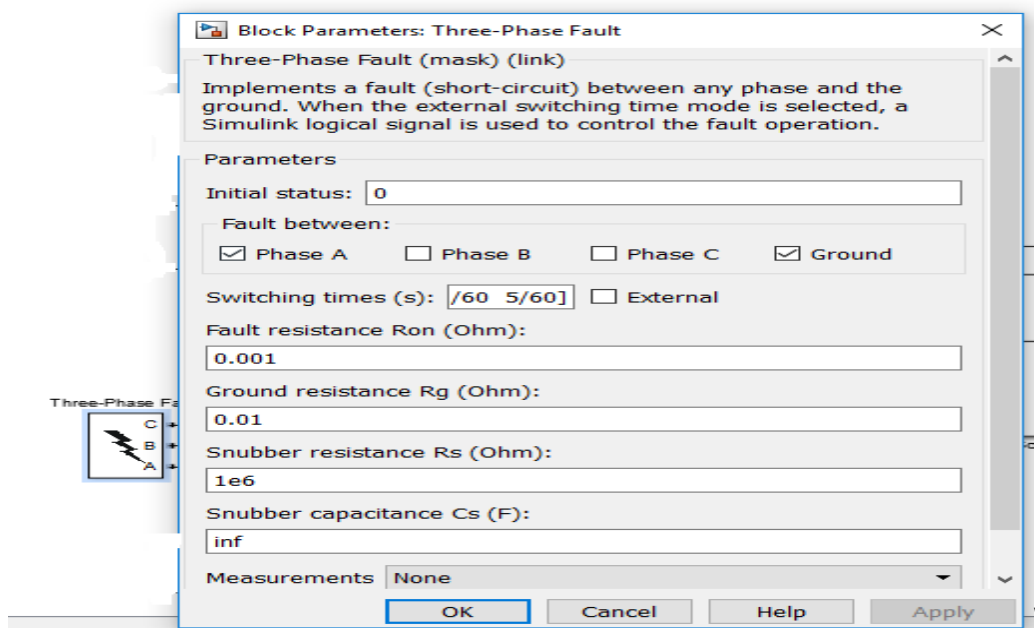 Block Parameters: Three-Phase Fault
Three-Phase Fault (mask) (link)
Implements a fault (short-circuit) between any phase and the
ground. When the external switching time mode is selected, a
Simulink logical signal is used to control the fault operation.
Parameters
Initial status: 0
Fault between:
Phase A Phase B Phase C Ground
Switching times (s): /60 5/60] External
Fault resistance Ron (Ohm):
0.001
Ground resistance Rg (Ohm):
0.01
Three-Phase Fa
C
B
A
Snubber resistance Rs (Ohm):
1e6
Snubber capacitance Cs (F):
inf
Measurements None
OK Cancel Help Apply